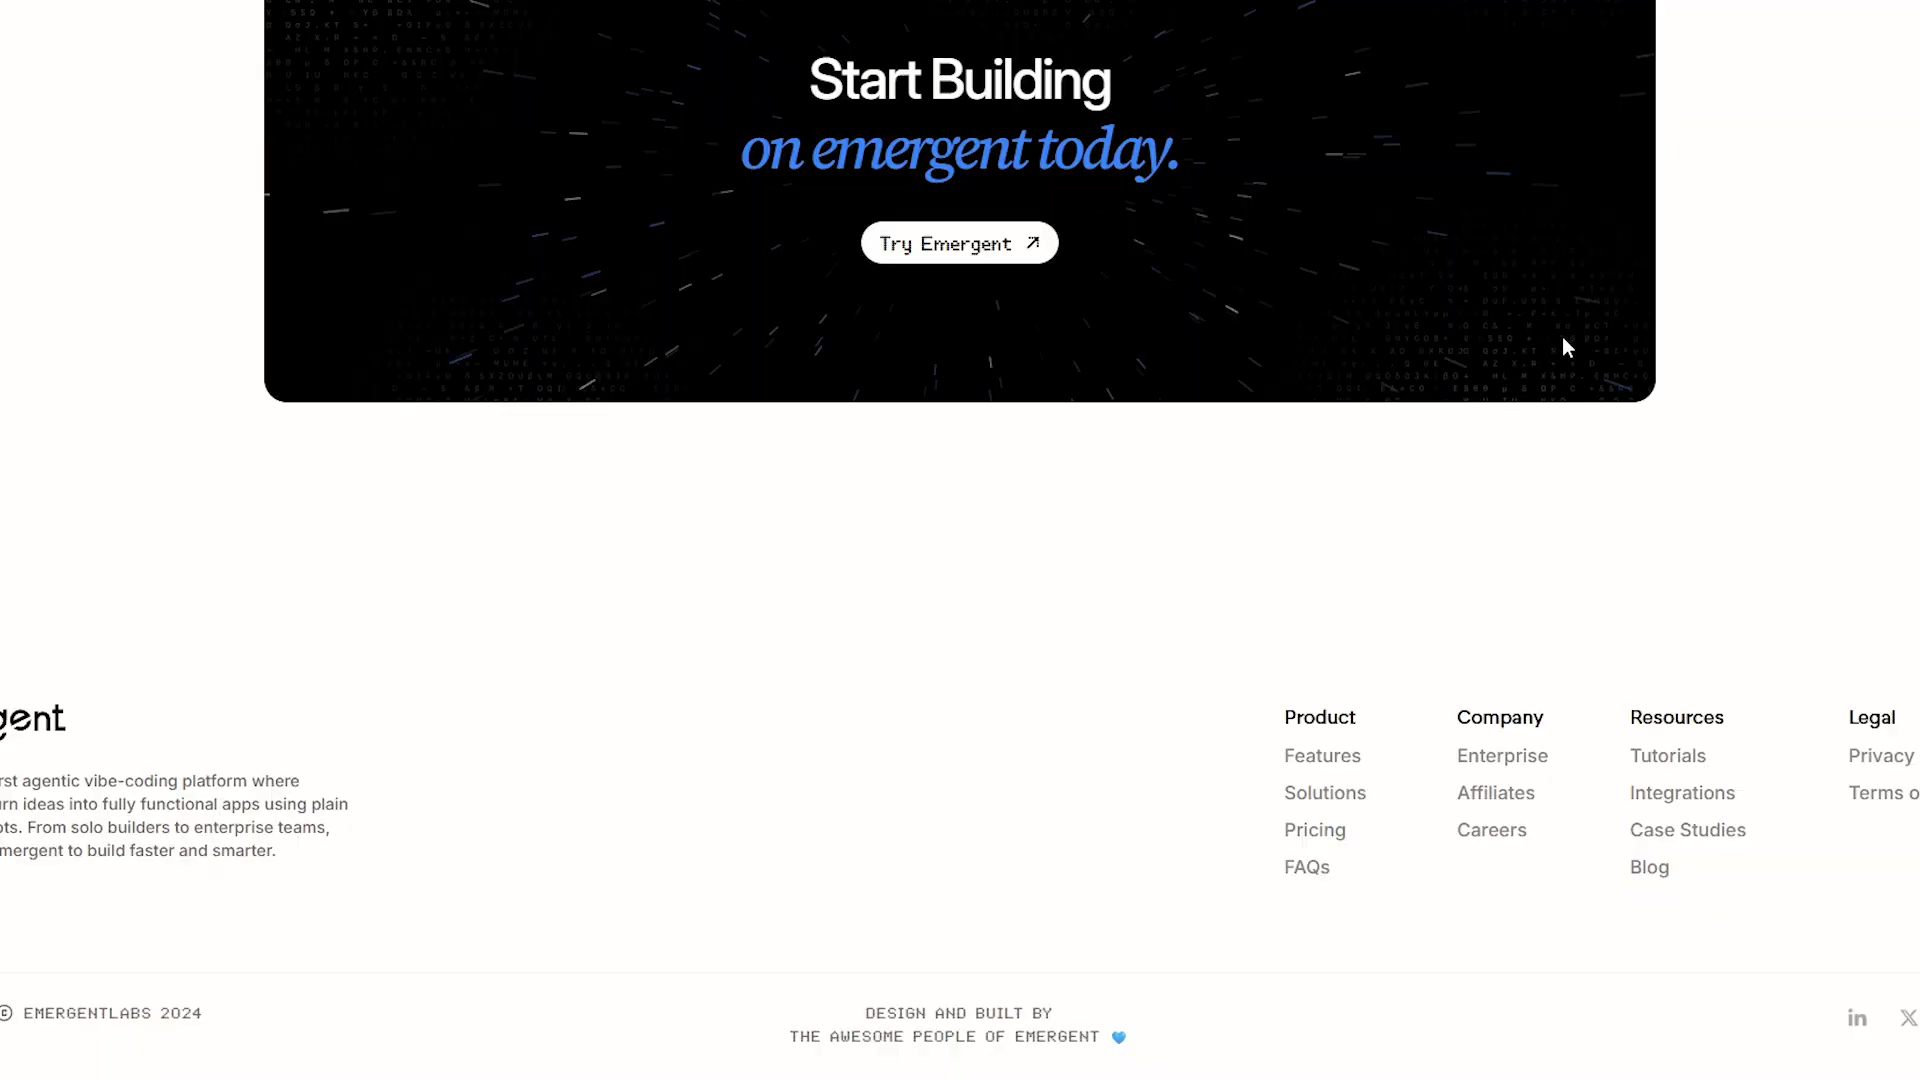 Start Building
on emergent today.
Try Emergent
gent
rst agentic vibe-coding platform where
urn ideas into fully functional apps using plain
ots. From solo builders to enterprise teams,
mergent to build faster and smarter.
Product
Features
Solutions
Pricing
FAQs
Company
Enterprise
Affiliates
Careers
Resources
Tutorials
Integrations
Case Studies
Blog
Legal
Privacy
Terms o
© EMERGENTLABS 2024
DESIGN AND BUILT BY
THE AWESOME PEOPLE OF EMERGENT 💙
in
X